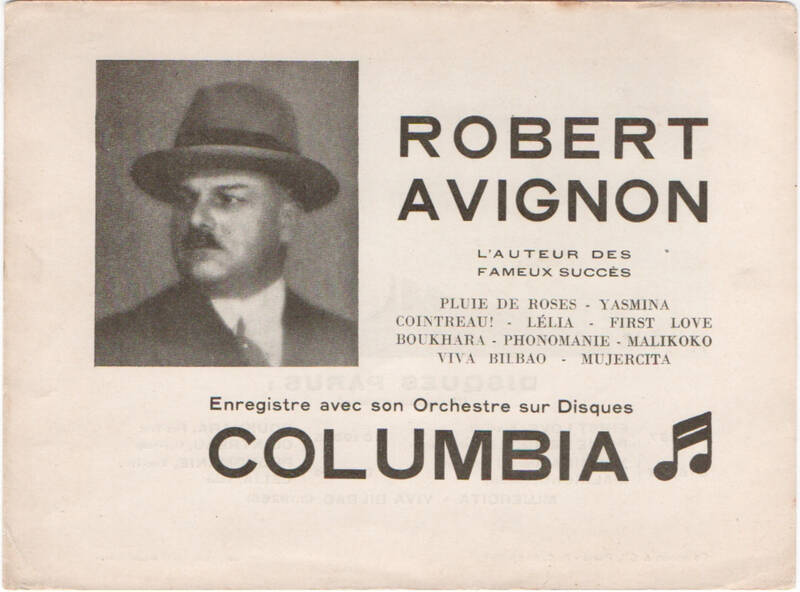 ROBERT
AVIGNON
L'AUTEUR DES
FAMEUX SUCCÈS
PLUIE DE ROSES - YASMINA
COINTREAU! - LÉLIA - FIRST LOVE
BOUKHARA - PHONOMANIE - MALIKOKO
VIVA BILBAO - MUJERCITA
Enregistre avec son Orchestre sur Disques
COLUMBIA